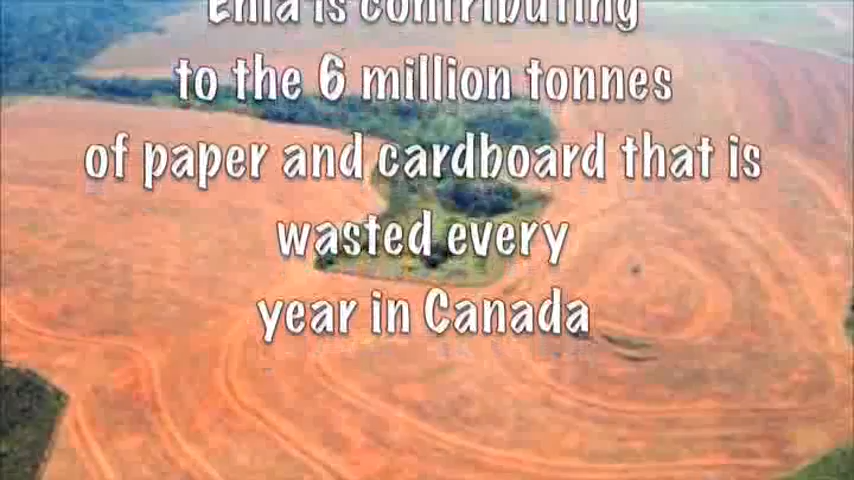 is contributing
to the 6 million tonnes
of paper and cardboard that is
wasted every
year in Canada